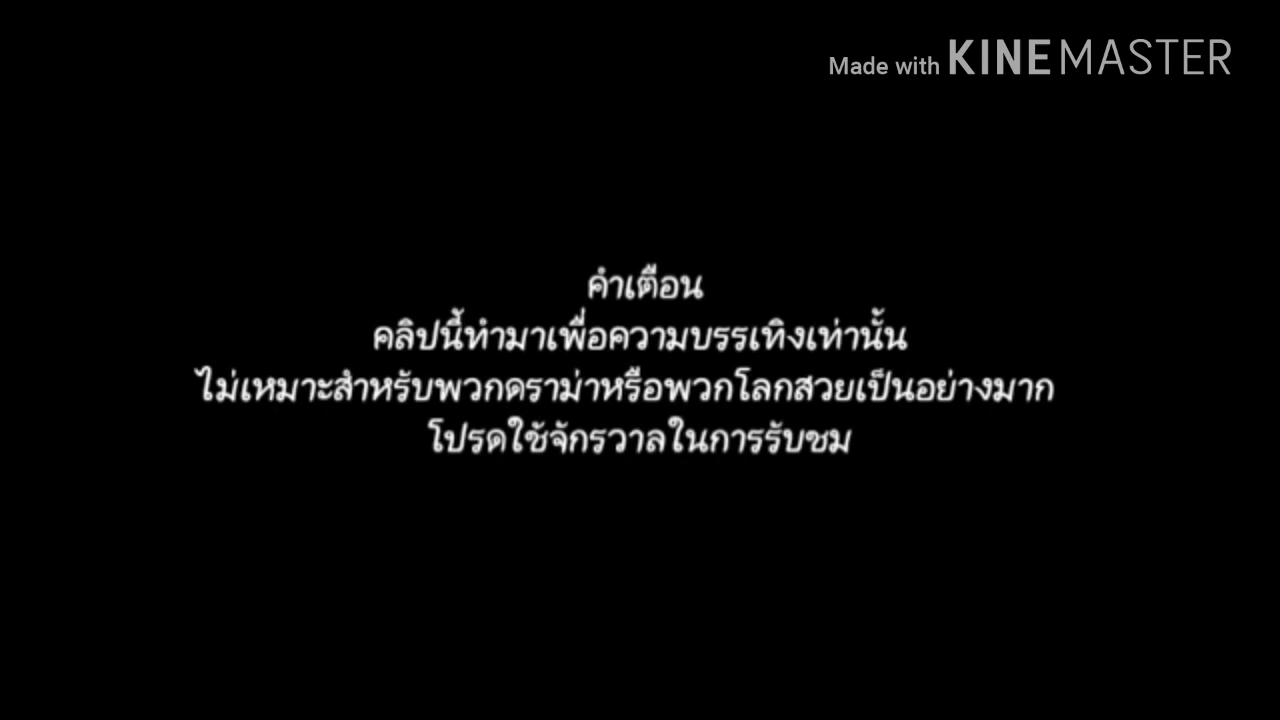 Made with KINEMASTER
คำเตือน
คลิปนี้ทำมาเพื่อความบรรเทิงเท่านั้น
ไม่เหมาะสำหรับพวกดราม่าหรือพวกโลกสวยเป็นอย่างมาก
โปรดใช้จักรวาลในการรับชม